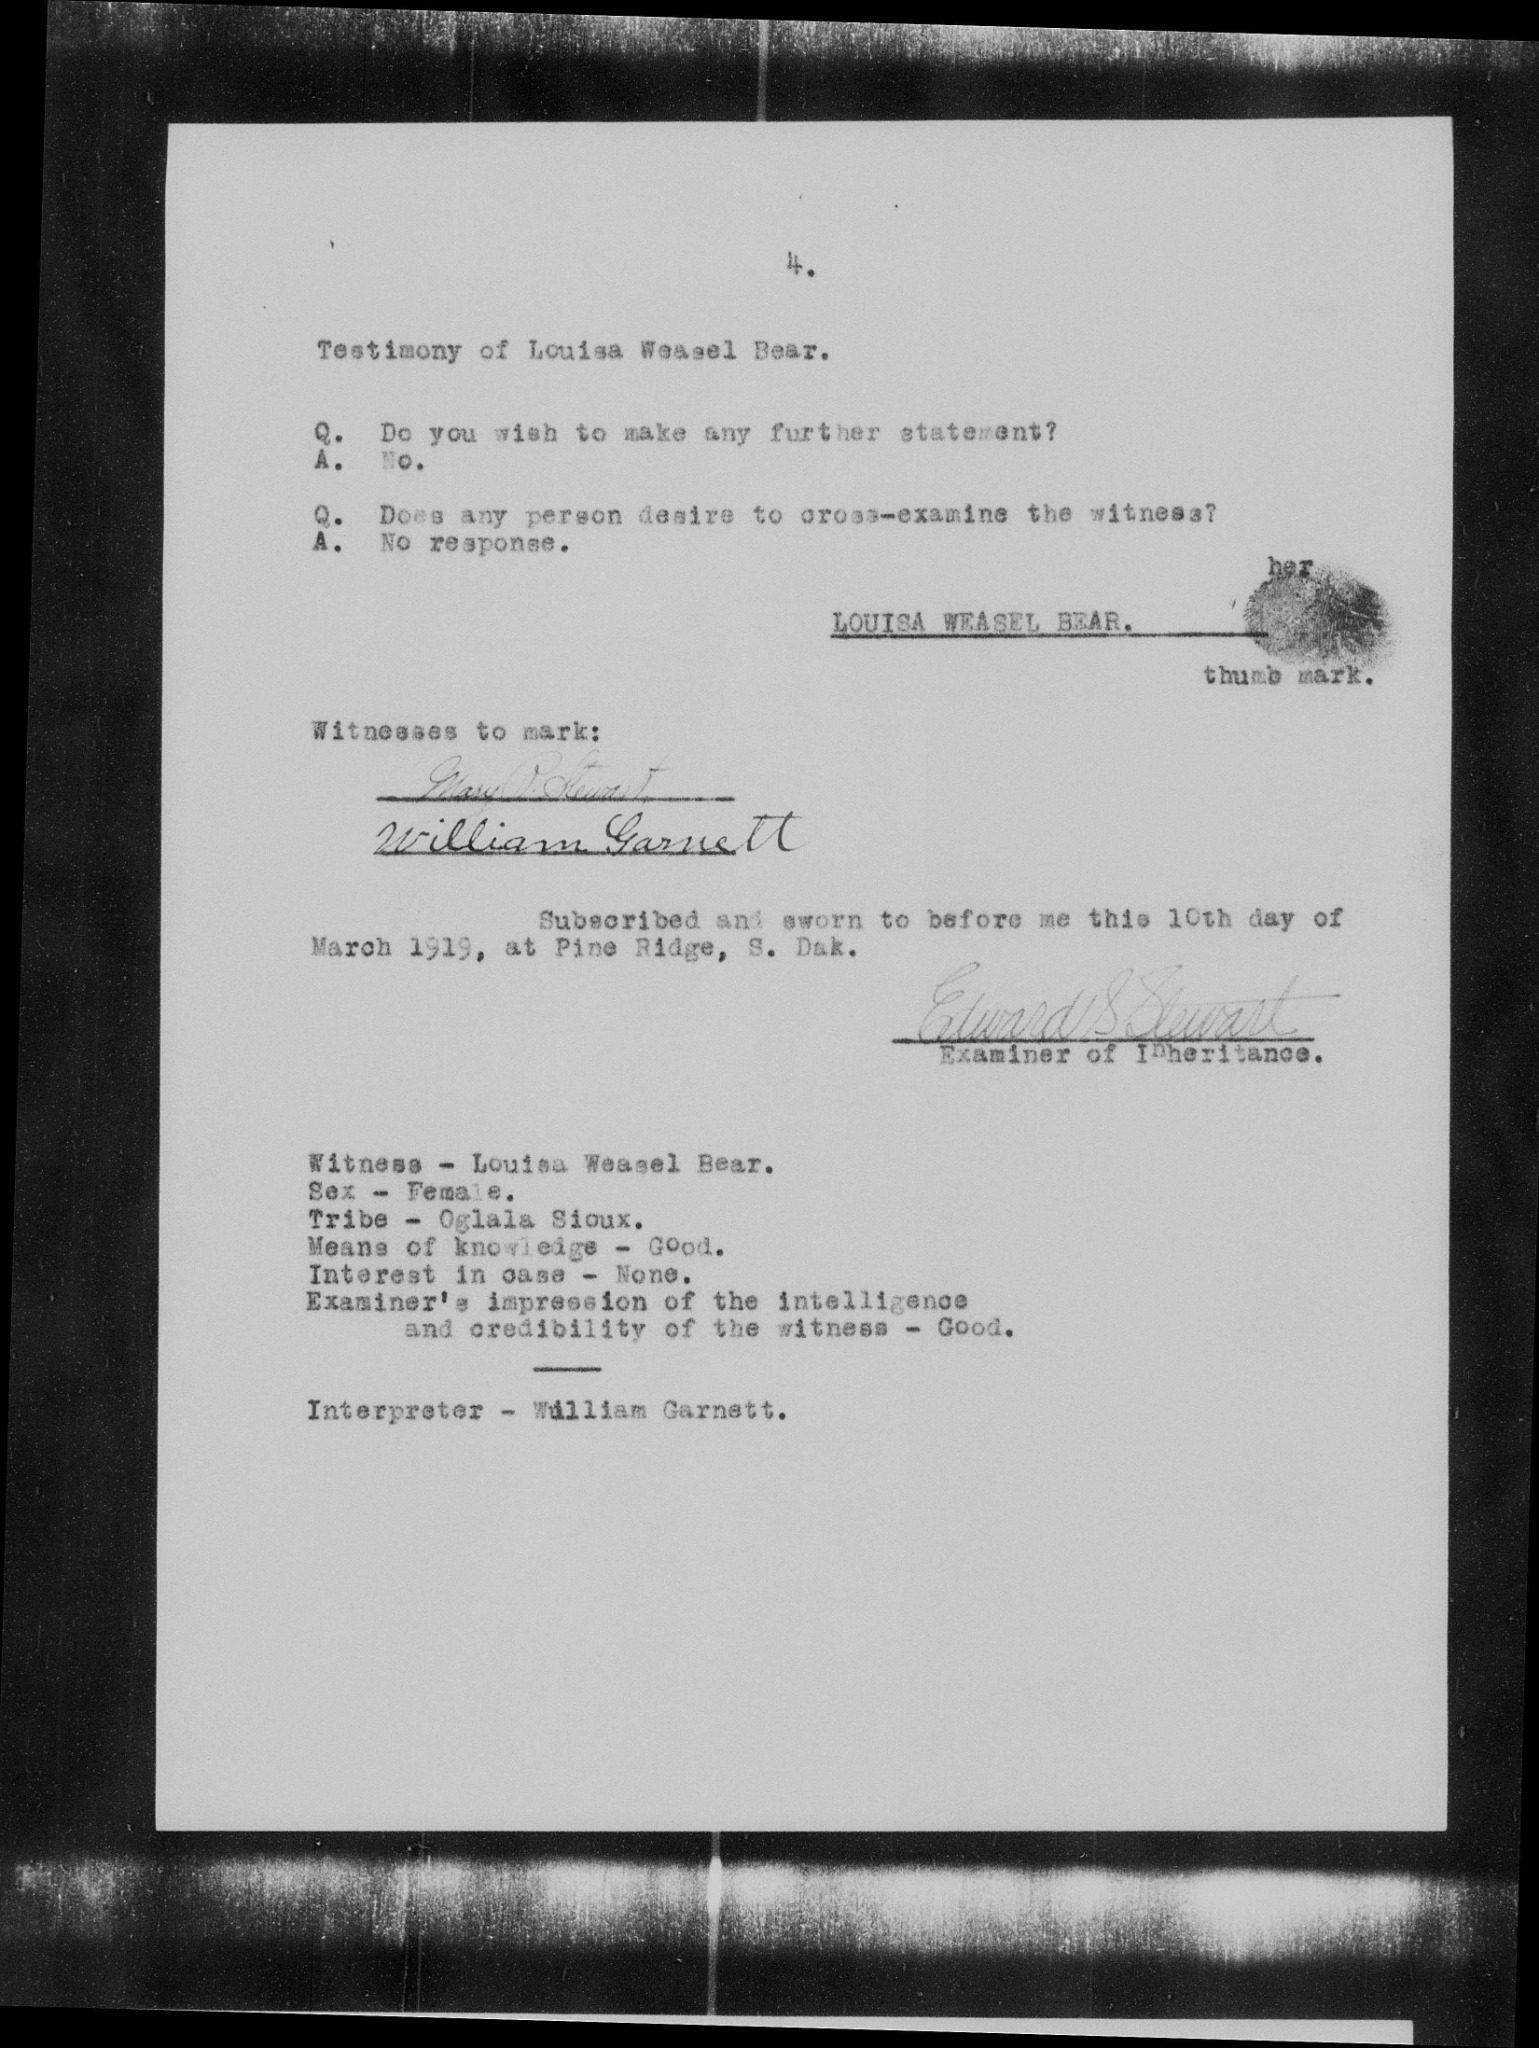 4.
Testimony of Louisa Weasel Bear.
Q. Do you wish to make any further statement?
A. No.
Q. Does any person desire to cross-examine the witness?
A. No response.
her
LOUISA WEASEL BEAR.
thumb mark.
Witnesses to mark:
Mary P. Stewart.
William Garnett
Subscribed and sworn to before me this 10th day of
March 1919, at Pine Ridge, S. Dak.
Edward S Stewart
Examiner of Inheritance.
Witness - Louisa Weasel Bear.
Sex - Female.
Tribe - Oglala Sioux.
Means of knowledge - Good.
Interest in case - None.
Examiner's impression of the intelligence
and credibility of the witness - Good.
Interpreter - William Garnett.